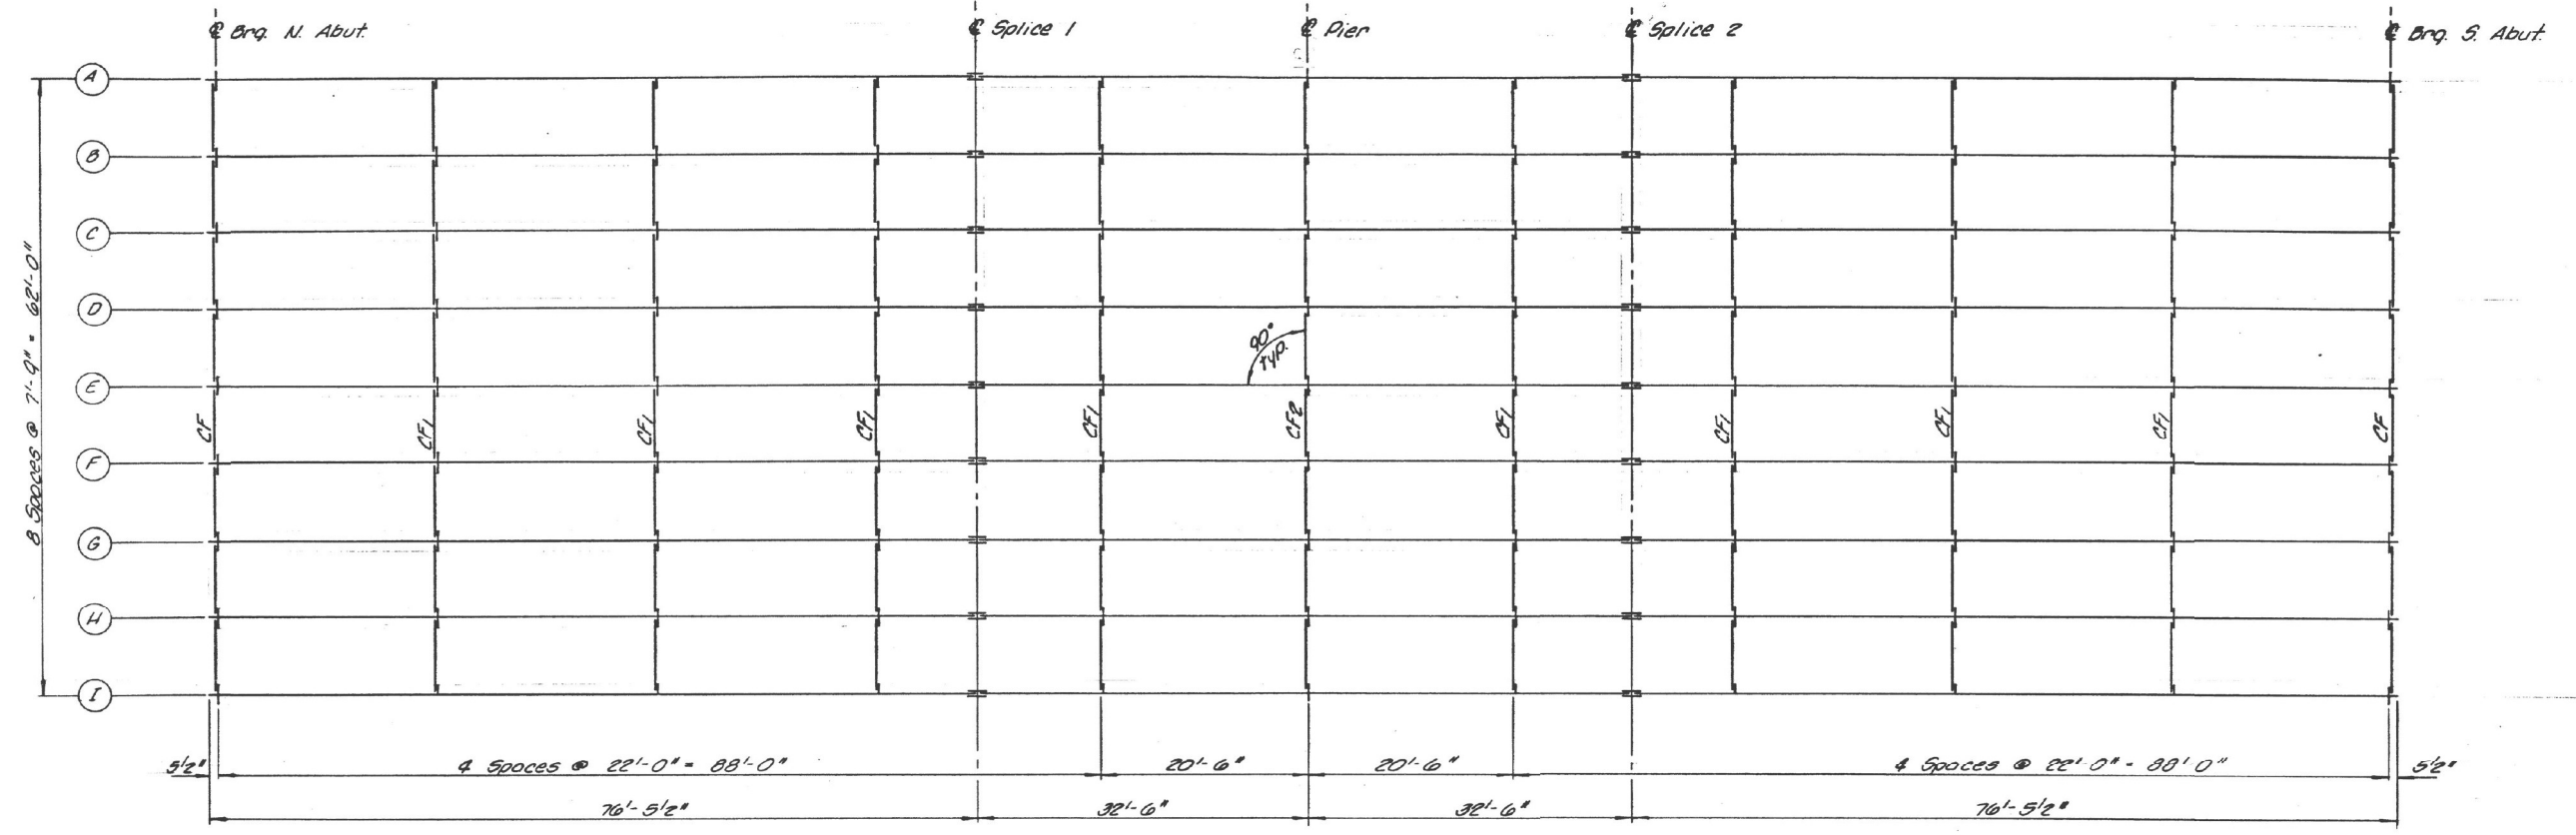 ℄ Brg. N. Abut.
℄ Splice 1
℄ Pier
℄ Splice 2
℄ Brg. S. Abut.
A
B
C
D
E
F
G
H
I
8 Spaces @ 7'-9" = 62'-0"
90°
typ.
CF
CF1
CF1
CF1
CF1
CF2
CF1
CF1
CF1
CF1
CF
5½"
4 Spaces @ 22'-0" = 88'-0"
20'-6"
20'-6"
4 Spaces @ 22'-0" = 88'-0"
5½"
76'-5½"
32'-6"
32'-6"
76'-5½"